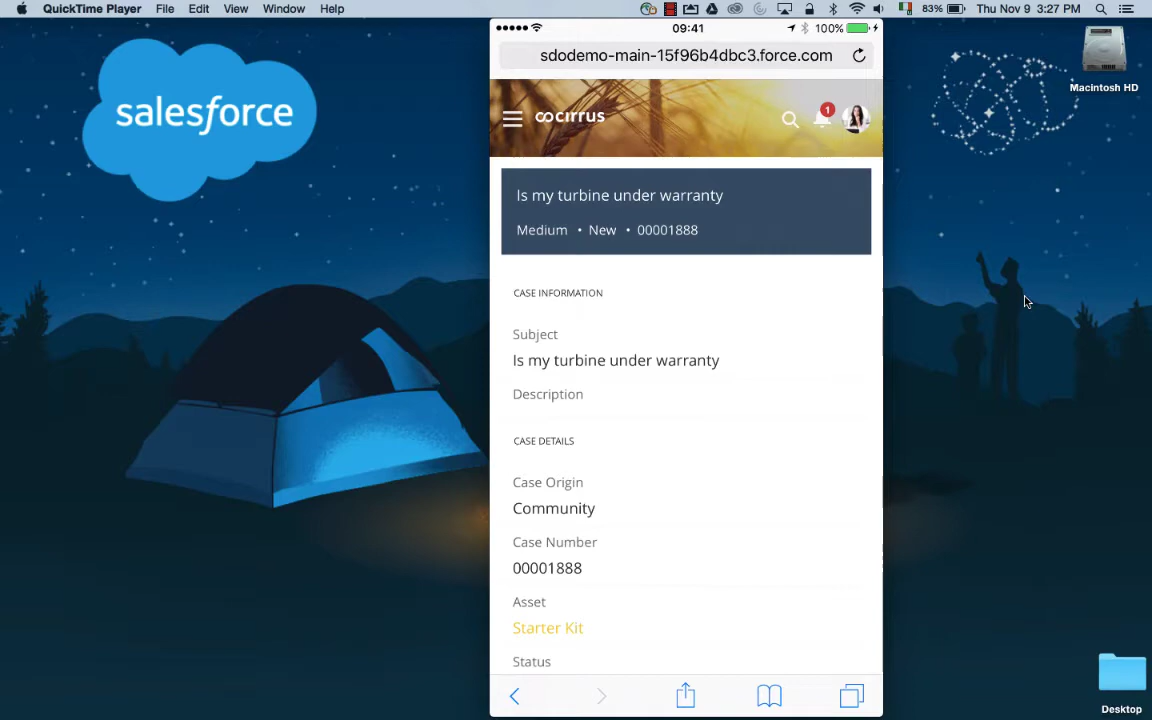 QuickTime Player File Edit View Window Help 83% Thu Nov 9 3:27 PM
09:41 100%
sdodemo-main-15f96b4dbc3.force.com
salesforce
Macintosh HD
cirrus 1
Is my turbine under warranty
Medium • New • 00001888
CASE INFORMATION
Subject
Is my turbine under warranty
Description
CASE DETAILS
Case Origin
Community
Case Number
00001888
Asset
Starter Kit
Status
Desktop